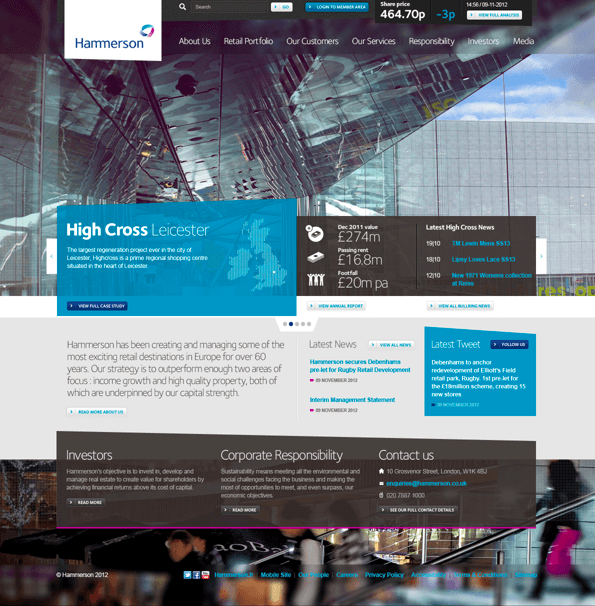 Search
GO
LOGIN TO MEMBER AREA
Share price
464.70p
-3p
14:56 / 09-11-2012
VIEW FULL ANALYSIS
Hammerson
About Us
Retail Portfolio
Our Customers
Our Services
Responsibility
Investors
Media
High Cross Leicester
The largest regeneration project ever in the city of
Leicester, Highcross is a prime regional shopping centre
situated in the heart of Leicester.
VIEW FULL CASE STUDY
Dec 2011 value
£274m
Passing rent
£16.8m
Footfall
£20m pa
VIEW ANNUAL REPORT
Latest High Cross News
19/10 TM Lewin Mens SS13
18/10 Lipsy Loves Lace SS13
12/10 New 1971 Womens collection
at Reiss
VIEW ALL BULLRING NEWS
Hammerson has been creating and managing some of the
most exciting retail destinations in Europe for over 60
years. Our strategy is to outperform enough two areas of
focus : income growth and high quality property, both of
which are underpinned by our capital strength.
READ MORE ABOUT US
Latest News
VIEW ALL NEWS
Hammerson secures Debenhams
pre-let for Rugby Retail Development
09 NOVEMBER 2012
Interim Management Statement
09 NOVEMBER 2012
Latest Tweet
FOLLOW US
Debenhams to anchor
redevelopment of Elliott's Field
retail park, Rugby. 1st pre-let for
the £18million scheme, creating 15
new stores
09 NOVEMBER 2012
Investors
Hammerson's objective is to invest in, develop and
manage real estate to create value for shareholders by
achieving financial returns above its cost of capital.
READ MORE
Corporate Responsibility
Sustainability means meeting all the environmental and
social challenges facing the business and making the
most of opportunities to meet, and even surpass, our
economic objectives.
READ MORE
Contact us
10 Grosvenor Street, London, W1K 4BJ
enquiries@hammerson.co.uk
020 7887 1000
SEE OUR FULL CONTACT DETAILS
© Hammerson 2012
Hammerson.fr
Mobile Site
Our People
Careers
Privacy Policy
Accessibility
Terms & Conditions